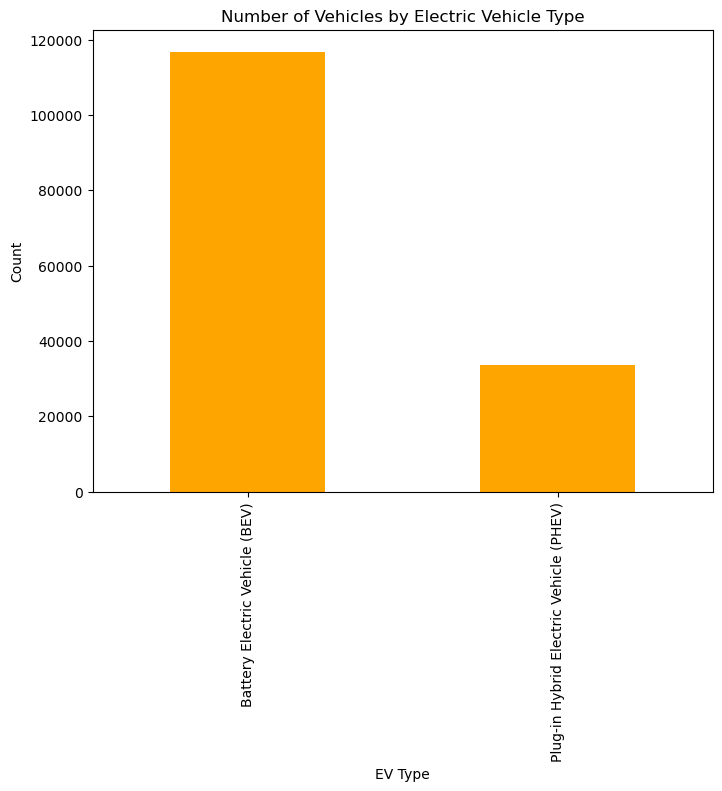 Number of Vehicles by Electric Vehicle Type
120000
100000
80000
60000
40000
20000
0
Count
Battery Electric Vehicle (BEV)
Plug-in Hybrid Electric Vehicle (PHEV)
EV Type